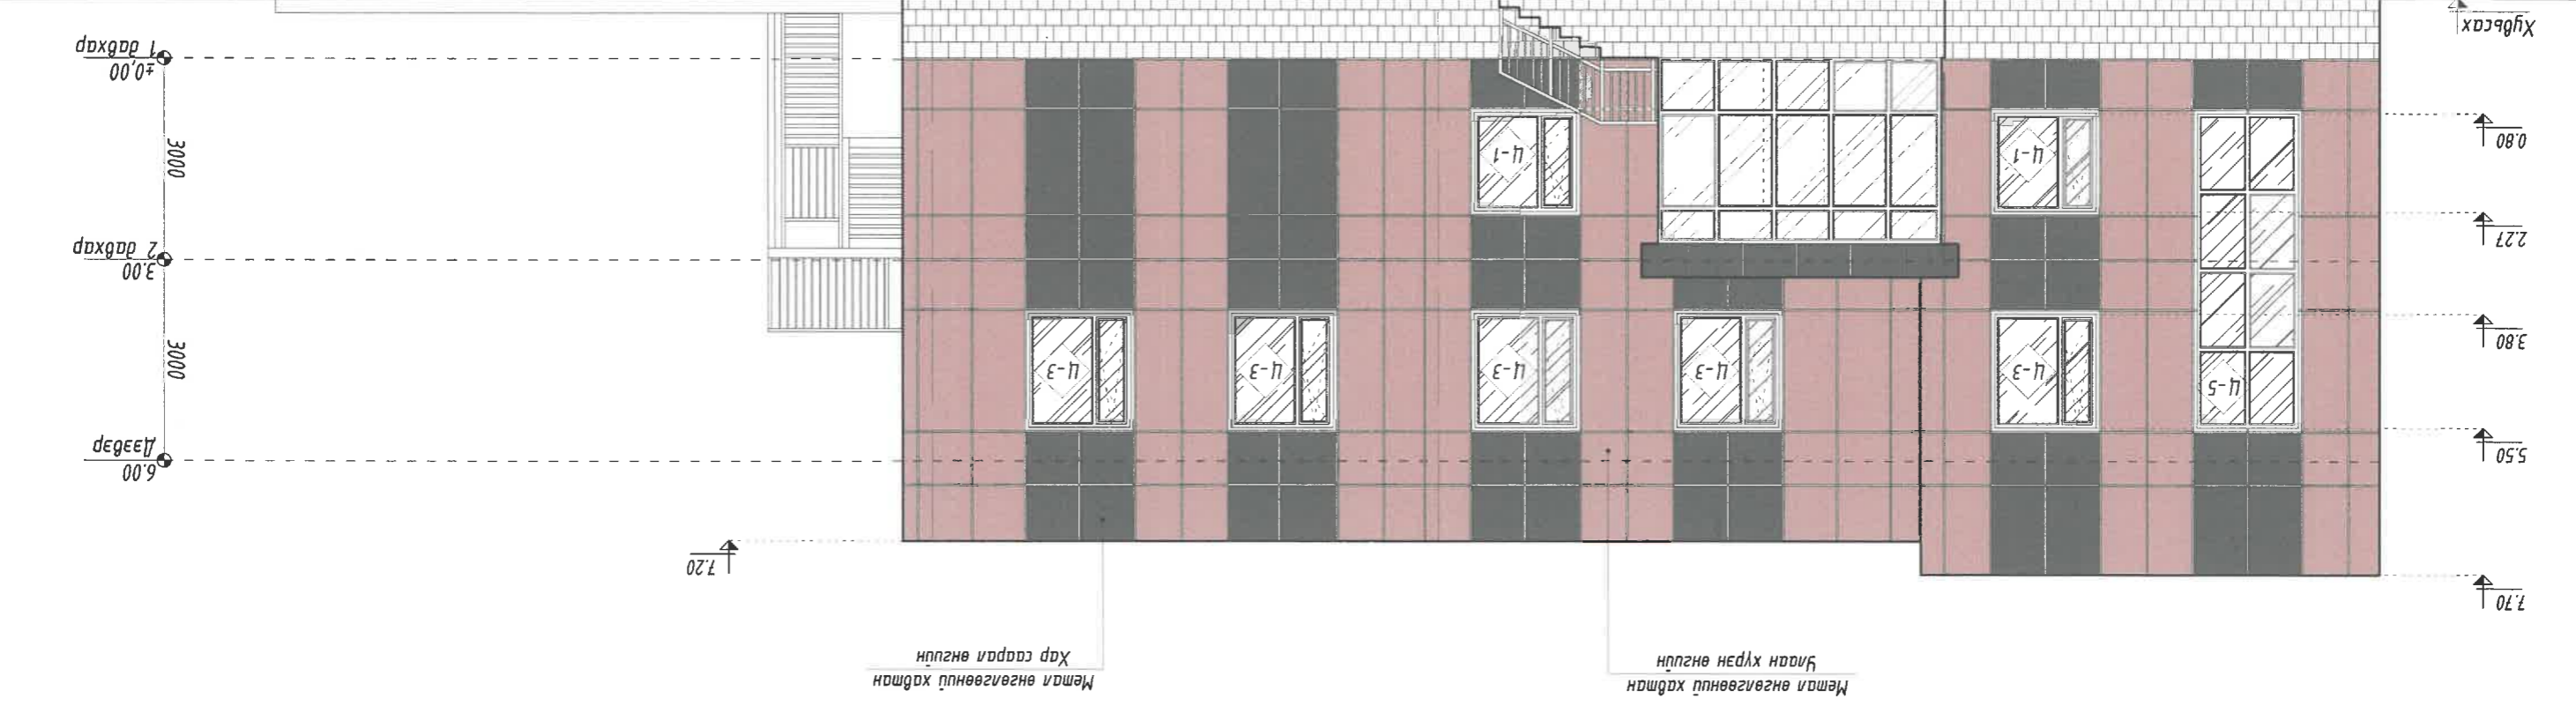 Метал өнгөлгөөний хавтан
Улаан хүрэн өнгийн
Метал өнгөлгөөний хавтан
Хар саарал өнгийн
7.70
7.20
6.00
Дээвэр
5.50
Ц-5
Ц-3
Ц-3
Ц-3
Ц-3
Ц-3
3000
3.80
3.00
2 давхар
2.27
Ц-1
Ц-1
3000
0.80
±0,00
1 давхар
Хувьсах